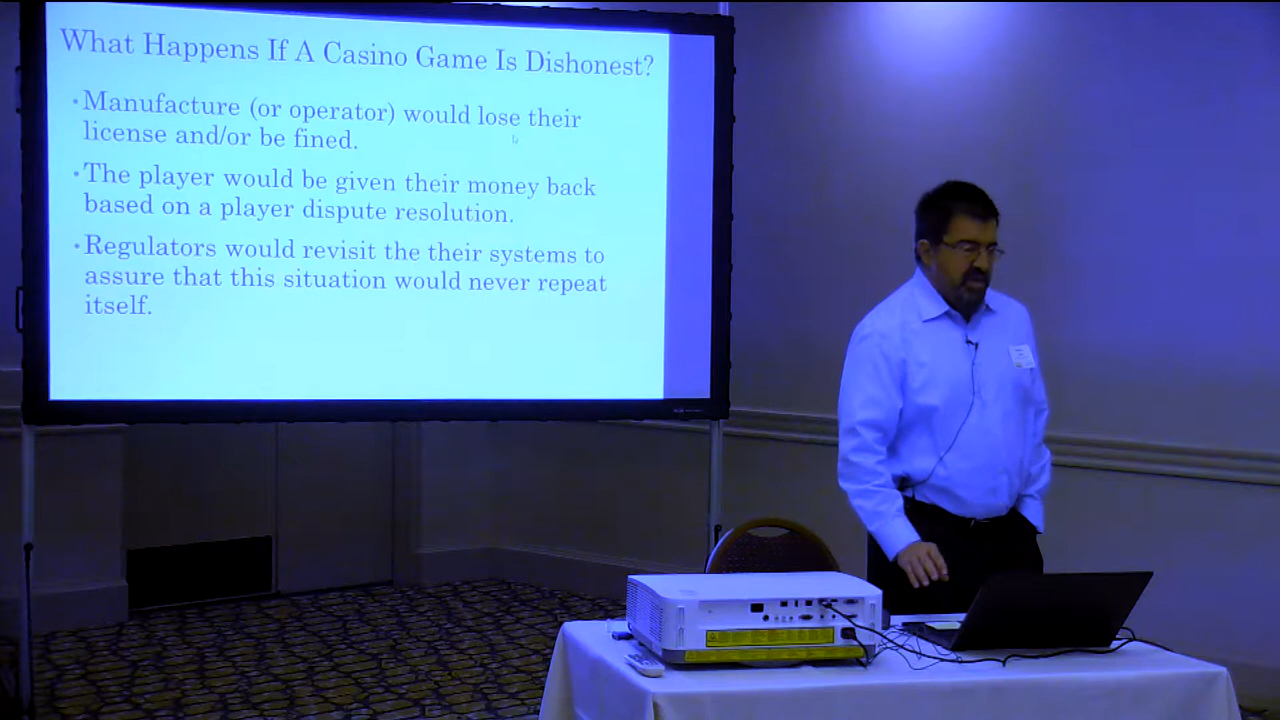 What Happens If A Casino Game Is Dishonest?
•Manufacture (or operator) would lose their
license and/or be fined.
•The player would be given their money back
based on a player dispute resolution.
•Regulators would revisit the their systems to
assure that this situation would never repeat
itself.